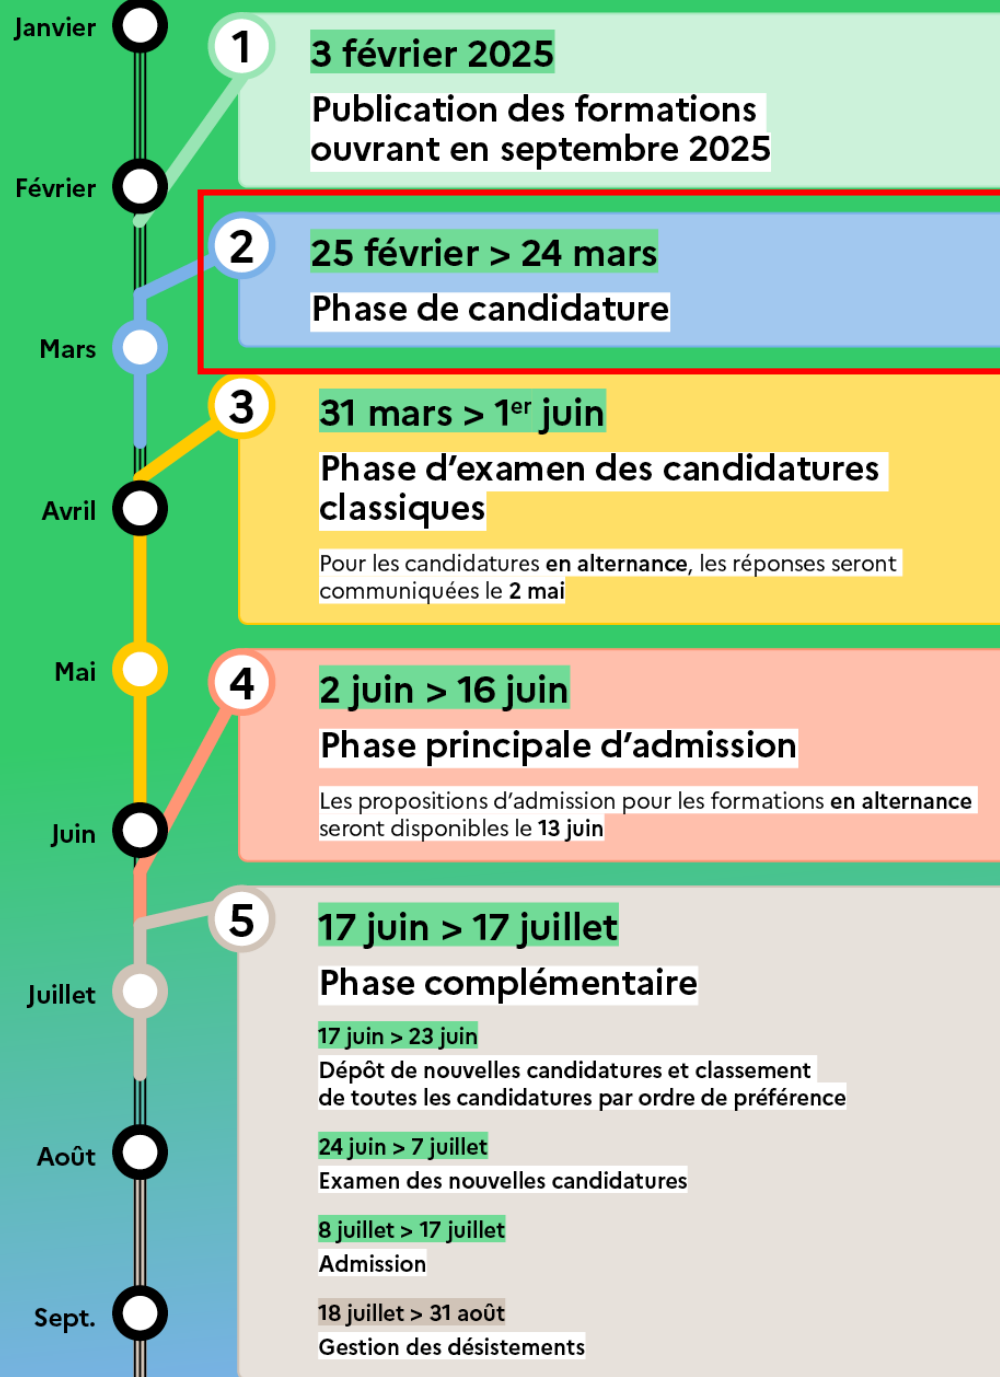 Janvier
1
3 février 2025
Publication des formations
ouvrant en septembre 2025
Février
2
25 février > 24 mars
Phase de candidature
Mars
3
31 mars > 1er juin
Phase d’examen des candidatures
classiques
Avril
Pour les candidatures en alternance, les réponses seront
communiquées le 2 mai
Mai
4
2 juin > 16 juin
Phase principale d’admission
Les propositions d’admission pour les formations en alternance
seront disponibles le 13 juin
Juin
5
17 juin > 17 juillet
Phase complémentaire
Juillet
17 juin > 23 juin
Dépôt de nouvelles candidatures et classement
de toutes les candidatures par ordre de préférence
24 juin > 7 juillet
Août
Examen des nouvelles candidatures
8 juillet > 17 juillet
Admission
18 juillet > 31 août
Sept.
Gestion des désistements